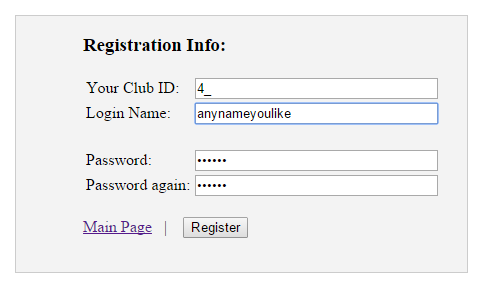 Registration Info:
Your Club ID: 4_
Login Name: anynameyoulike
Password: ••••••
Password again: ••••••
Main Page | Register